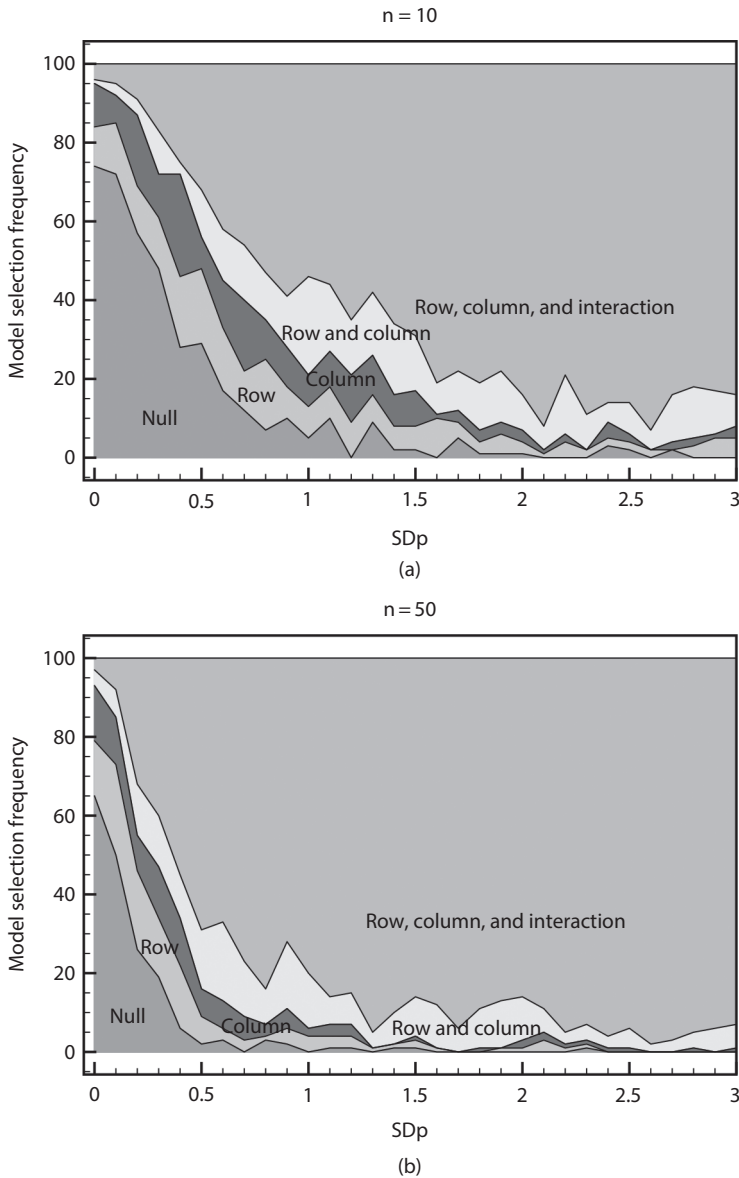 n = 10
Model selection frequency
100
80
60
40
20
0
Row, column, and interaction
Row and column
Column
Row
Null
0 0.5 1 1.5 2 2.5 3
SDp
(a)
n = 50
Model selection frequency
100
80
60
40
20
0
Row, column, and interaction
Row
Null
Column
Row and column
0 0.5 1 1.5 2 2.5 3
SDp
(b)